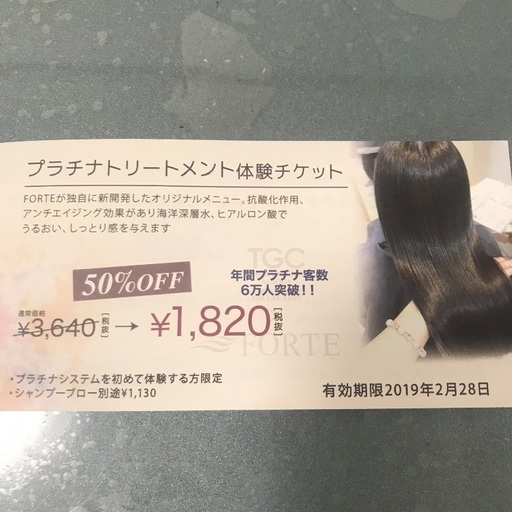 プラチナトリートメント体験チケット
FORTEが独自に新開発したオリジナルメニュー。抗酸化作用、
アンチエイジング効果があり海洋深層水、ヒアルロン酸で
うるおい、しっとり感を与えます
TGC
50%OFF
年間プラチナ客数
6万人突破!!
通常価格
¥3,640[税抜]→¥1,820[税抜]
FORTE
・プラチナシステムを初めて体験する方限定
・シャンプーブロー別途¥1,130
有効期限2019年2月28日